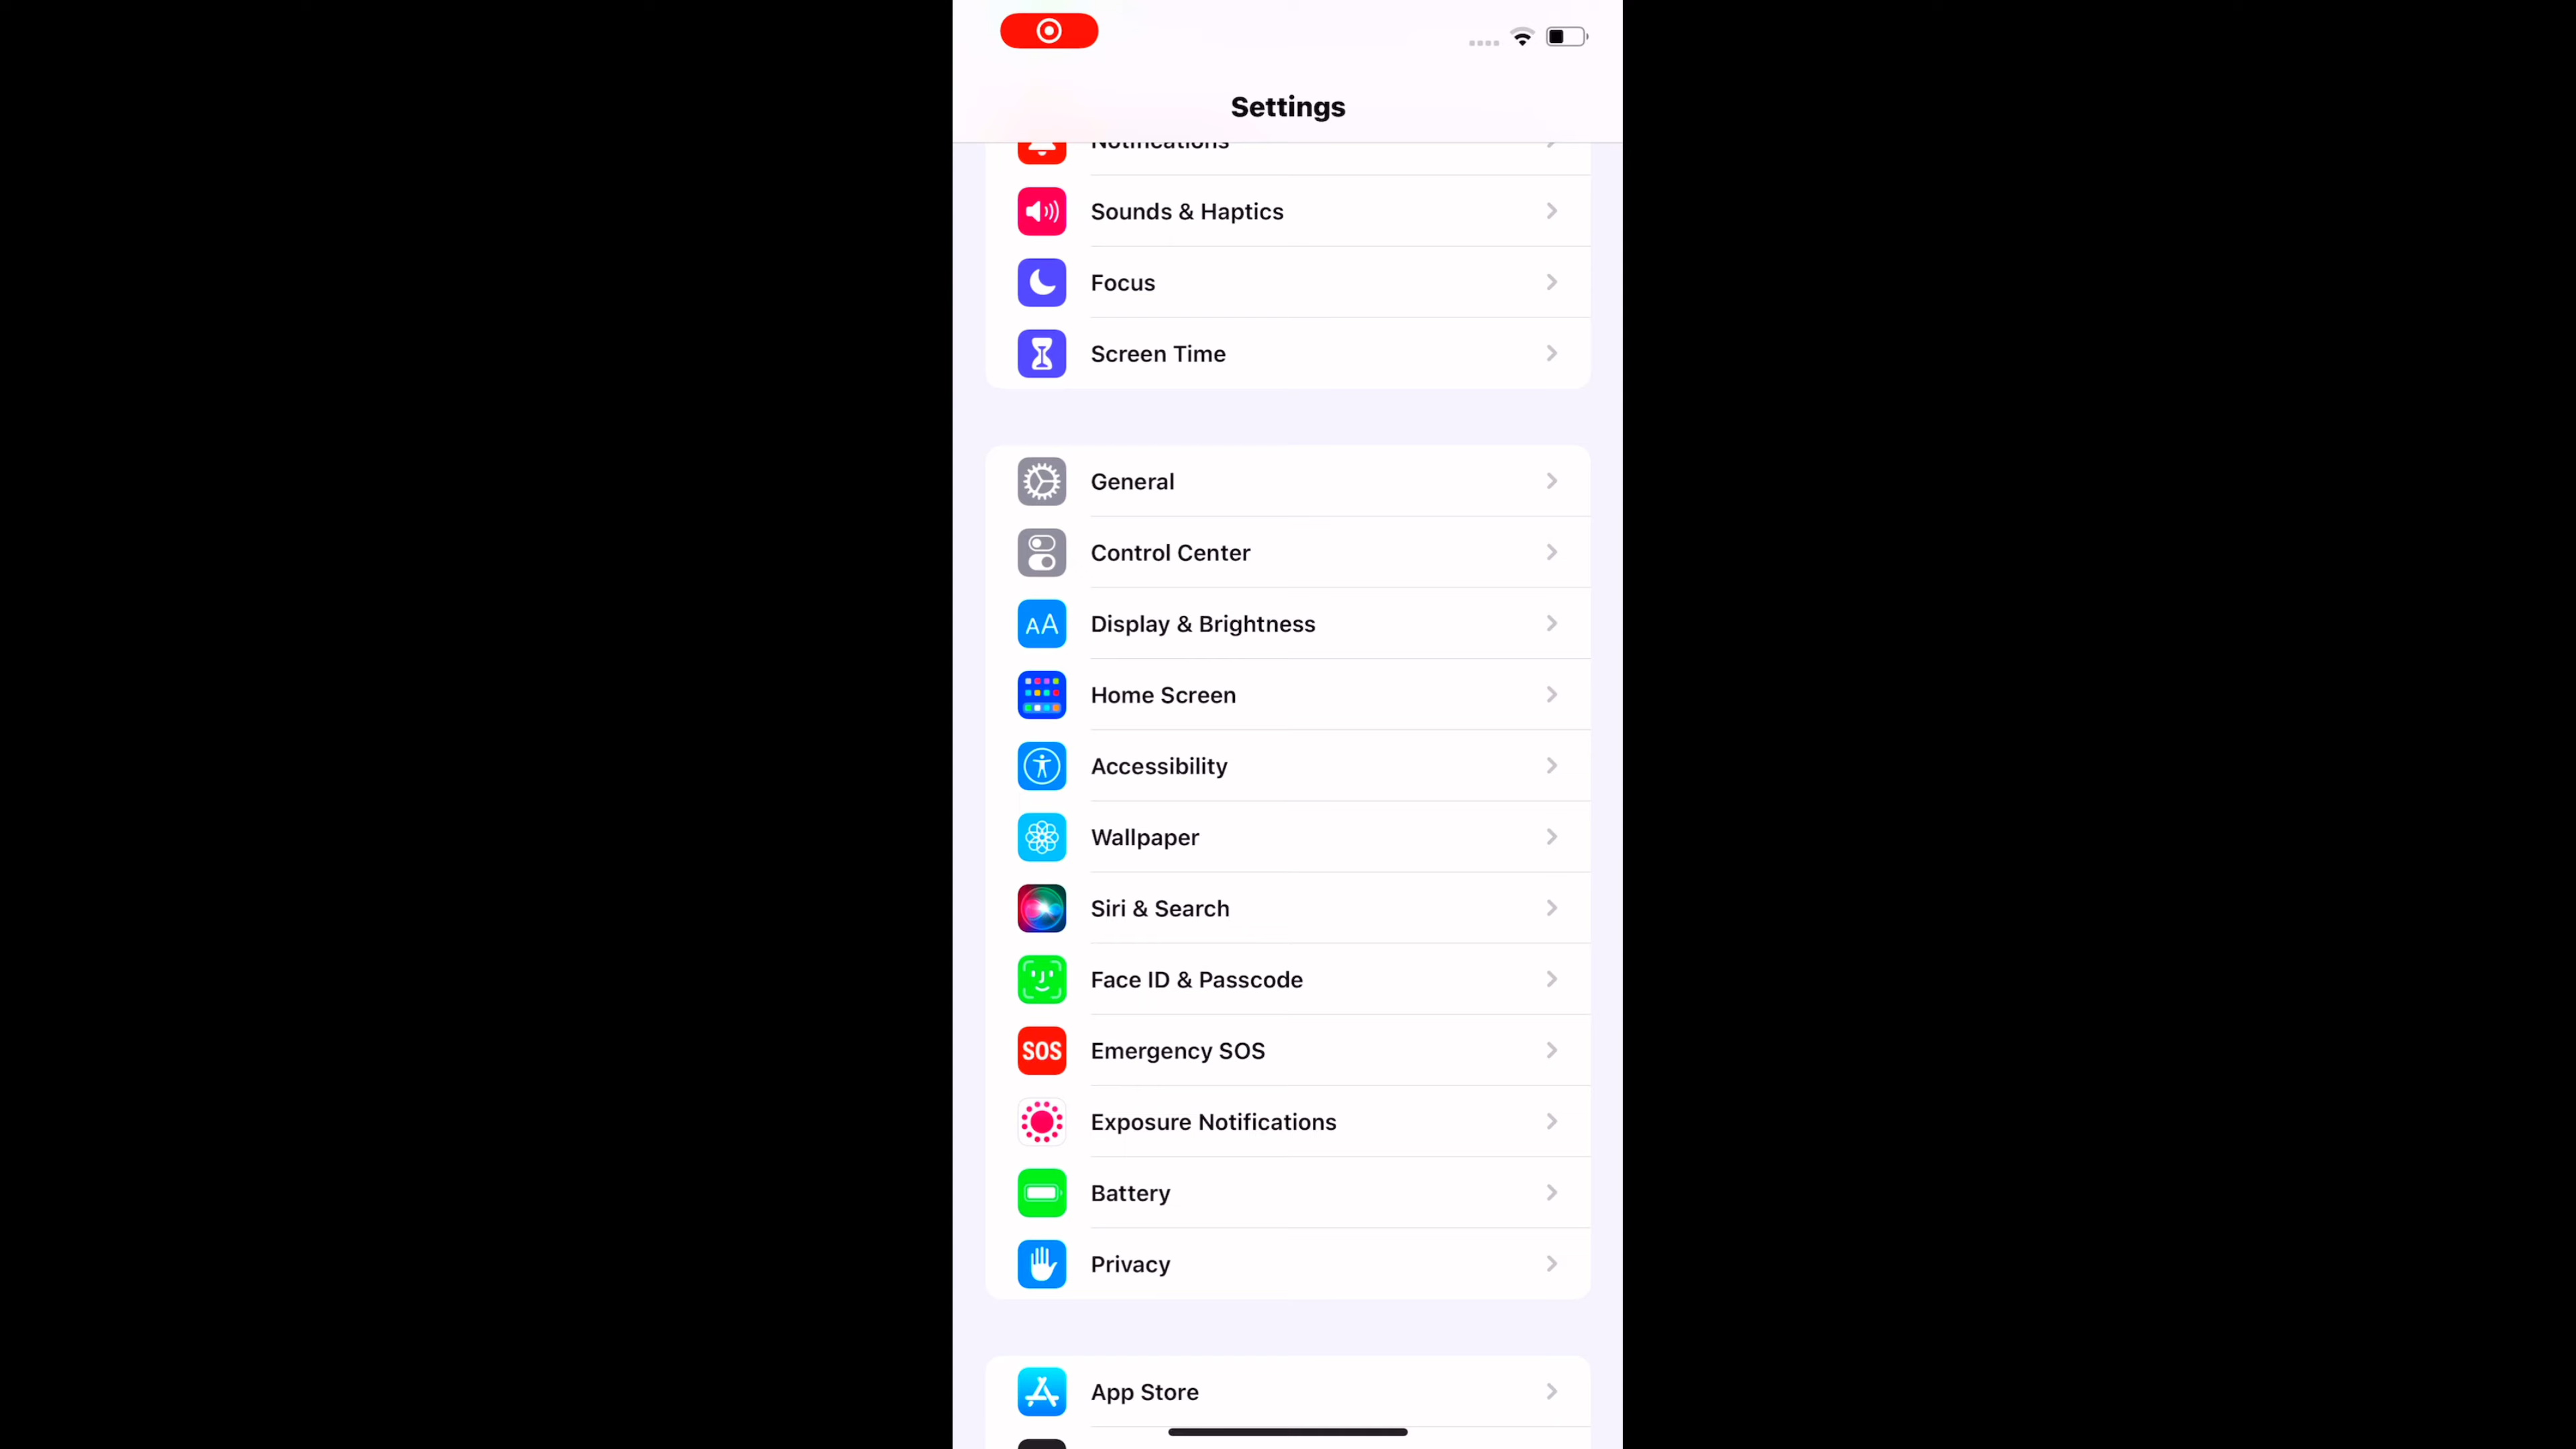 Settings
Notifications
Sounds & Haptics
Focus
Screen Time
General
Control Center
AA
Display & Brightness
Home Screen
Accessibility
Wallpaper
Siri & Search
Face ID & Passcode
SOS
Emergency SOS
Exposure Notifications
Battery
Privacy
App Store